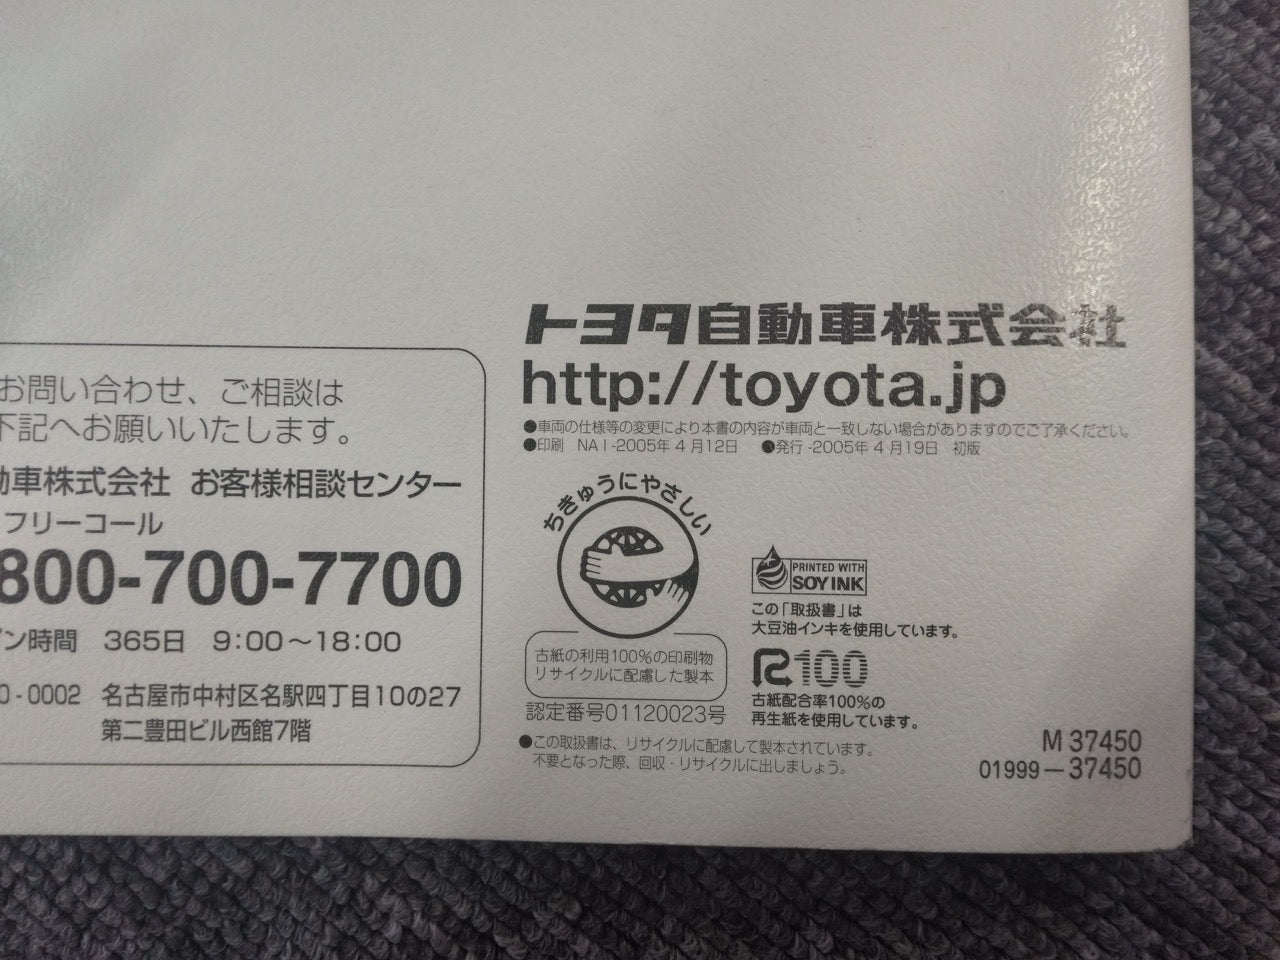 お問い合わせ、ご相談は
下記へお願いいたします。
動車株式会社 お客様相談センター
フリーコール
800-700-7700
プン時間 365日 9:00〜18:00
0-0002 名古屋市中村区名駅四丁目10の27
第二豊田ビル西館7階
トヨタ自動車株式会社
http://toyota.jp
●車両の仕様等の変更により本書の内容が車両と一致しない場合がありますのでご了承ください。
●印刷 NAI-2005年4月12日 ●発行-2005年4月19日 初版
ちきゅうにやさしい
古紙の利用100%の印刷物
リサイクルに配慮した製本
認定番号01120023号
PRINTED WITH
SOY INK
この「取扱書」は
大豆油インキを使用しています。
R100
古紙配合率100%の
再生紙を使用しています。
●この取扱書は、リサイクルに配慮して製本されています。
不要となった際、回収・リサイクルに出しましょう。
M 37450
01999－37450